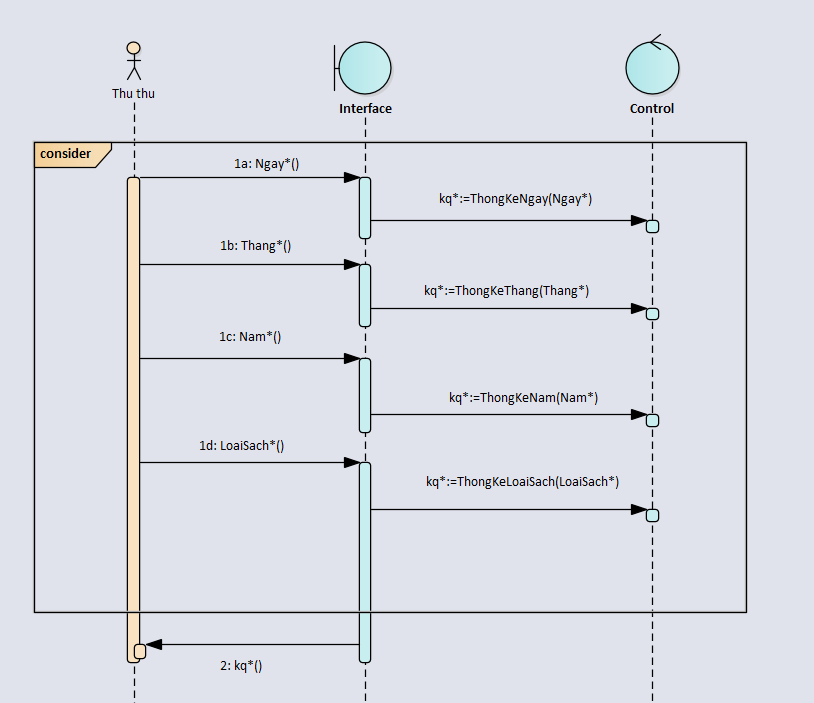 Thu thu
Interface
Control
consider
1a: Ngay*()
kq*:=ThongKeNgay(Ngay*)
1b: Thang*()
kq*:=ThongKeThang(Thang*)
1c: Nam*()
kq*:=ThongKeNam(Nam*)
1d: LoaiSach*()
kq*:=ThongKeLoaiSach(LoaiSach*)
2: kq*()